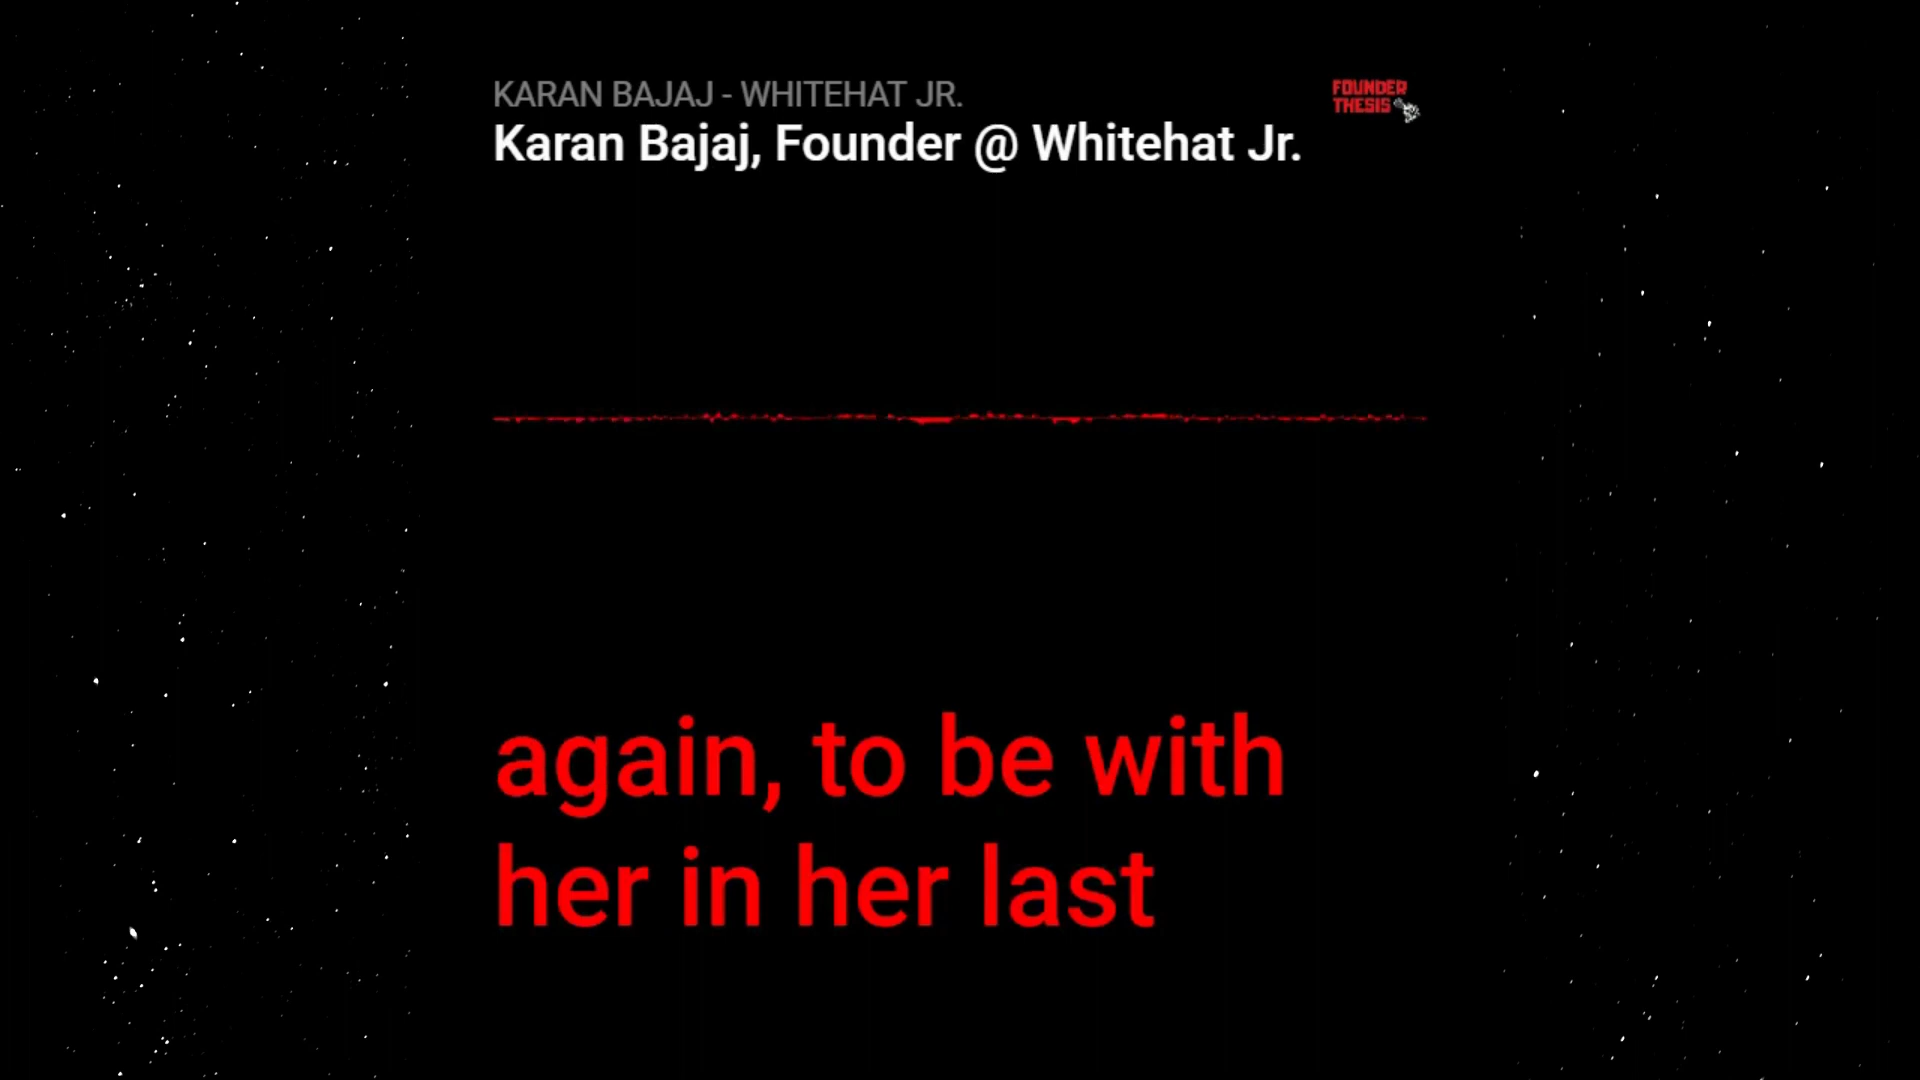 KARAN BAJAJ - WHITEHAT JR.
Karan Bajaj, Founder @ Whitehat Jr.
FOUNDER
THESIS
again, to be with
her in her last